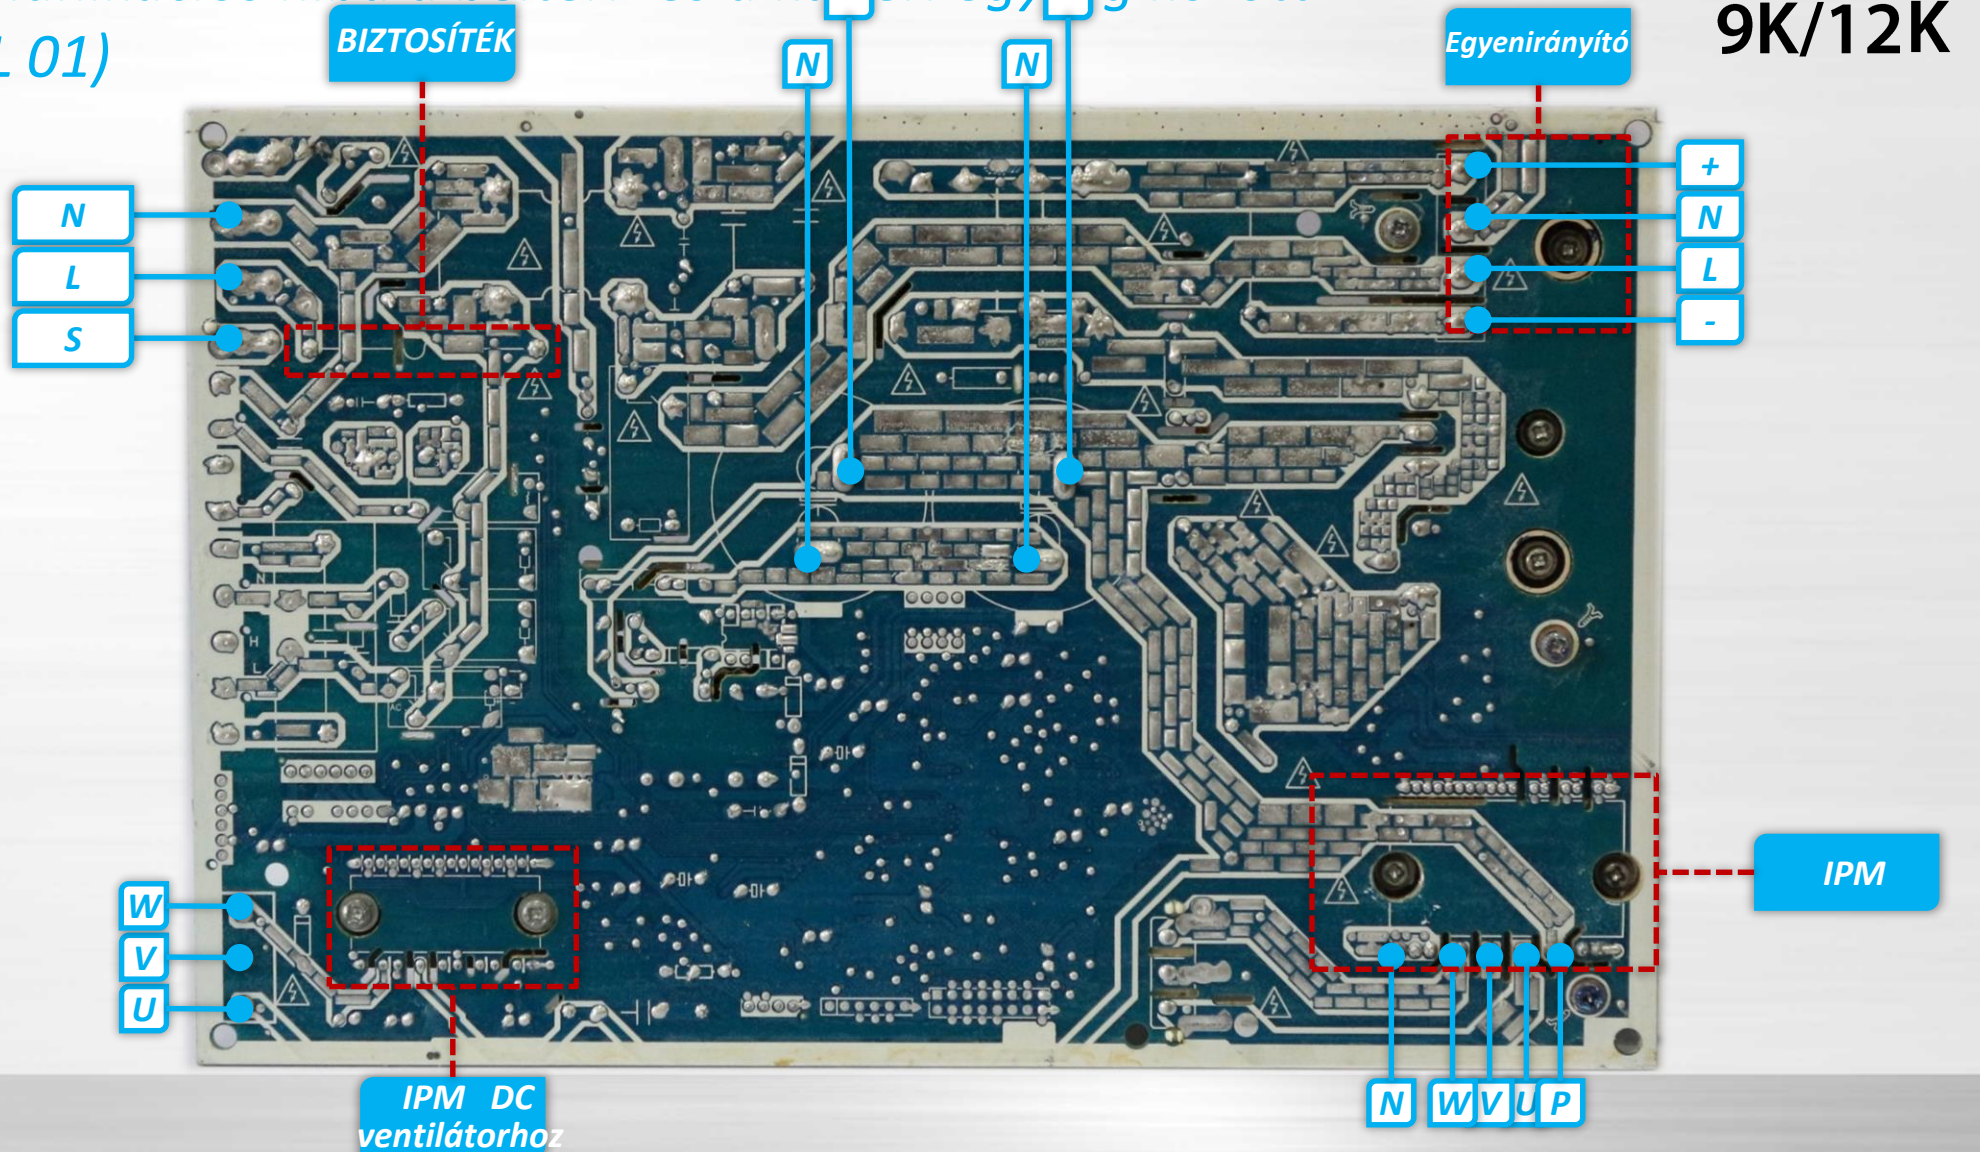 L 01)
BIZTOSÍTÉK
N
N
Egyenirányító
9K/12K
N
L
S
+
N
L
-
W
V
U
IPM
IPM DC
ventilátorhoz
N
W
V
U
P